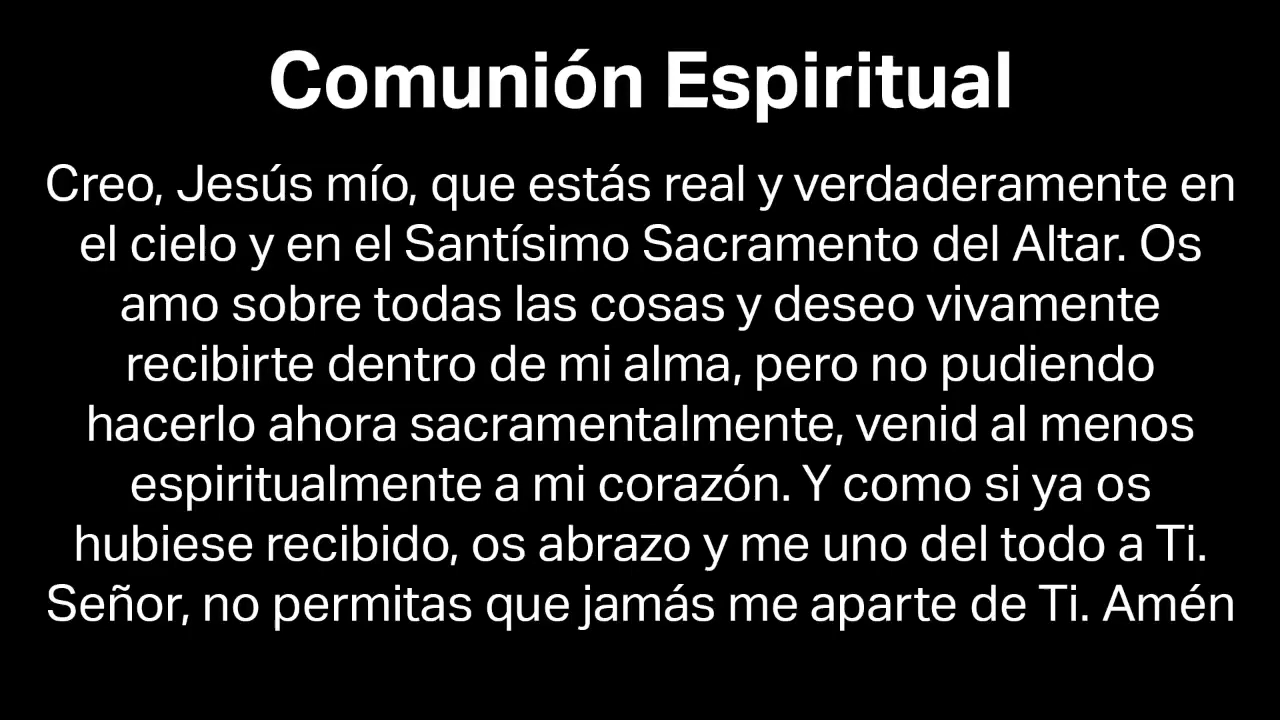 Comunión Espiritual
Creo, Jesús mío, que estás real y verdaderamente en
el cielo y en el Santísimo Sacramento del Altar. Os
amo sobre todas las cosas y deseo vivamente
recibirte dentro de mi alma, pero no pudiendo
hacerlo ahora sacramentalmente, venid al menos
espiritualmente a mi corazón. Y como si ya os
hubiese recibido, os abrazo y me uno del todo a Ti.
Señor, no permitas que jamás me aparte de Ti. Amén